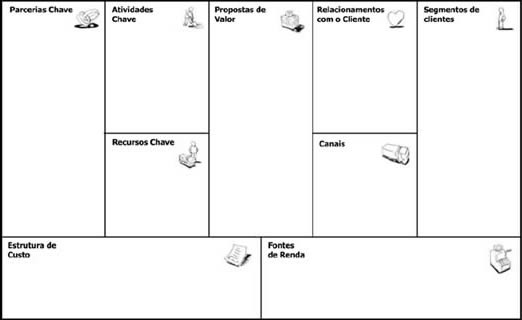 Parcerias Chave
Atividades
Chave
Propostas de
Valor
Relacionamentos
com o Cliente
Segmentos de
clientes
Recursos Chave
Canais
Estrutura de
Custo
Fontes
de Renda